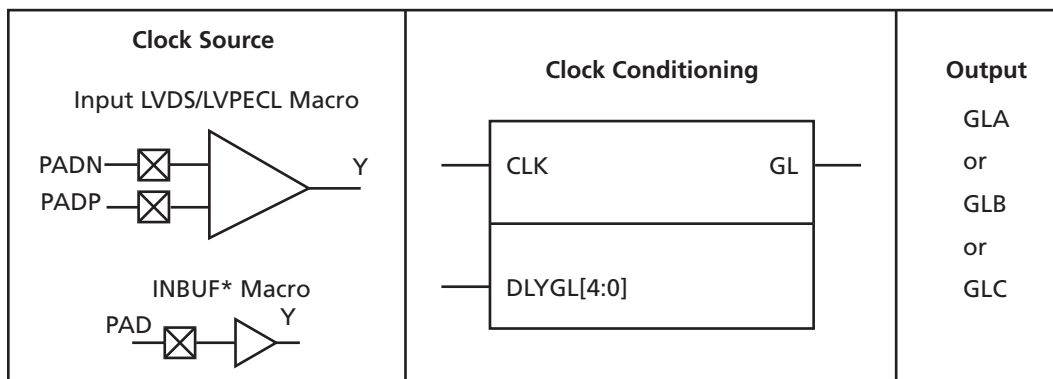 Clock Source
Input LVDS/LVPECL Macro
PADN
PADP
Y
INBUF* Macro
PAD
Y
Clock Conditioning
CLK
GL
DLYGL[4:0]
Output
GLA
or
GLB
or
GLC